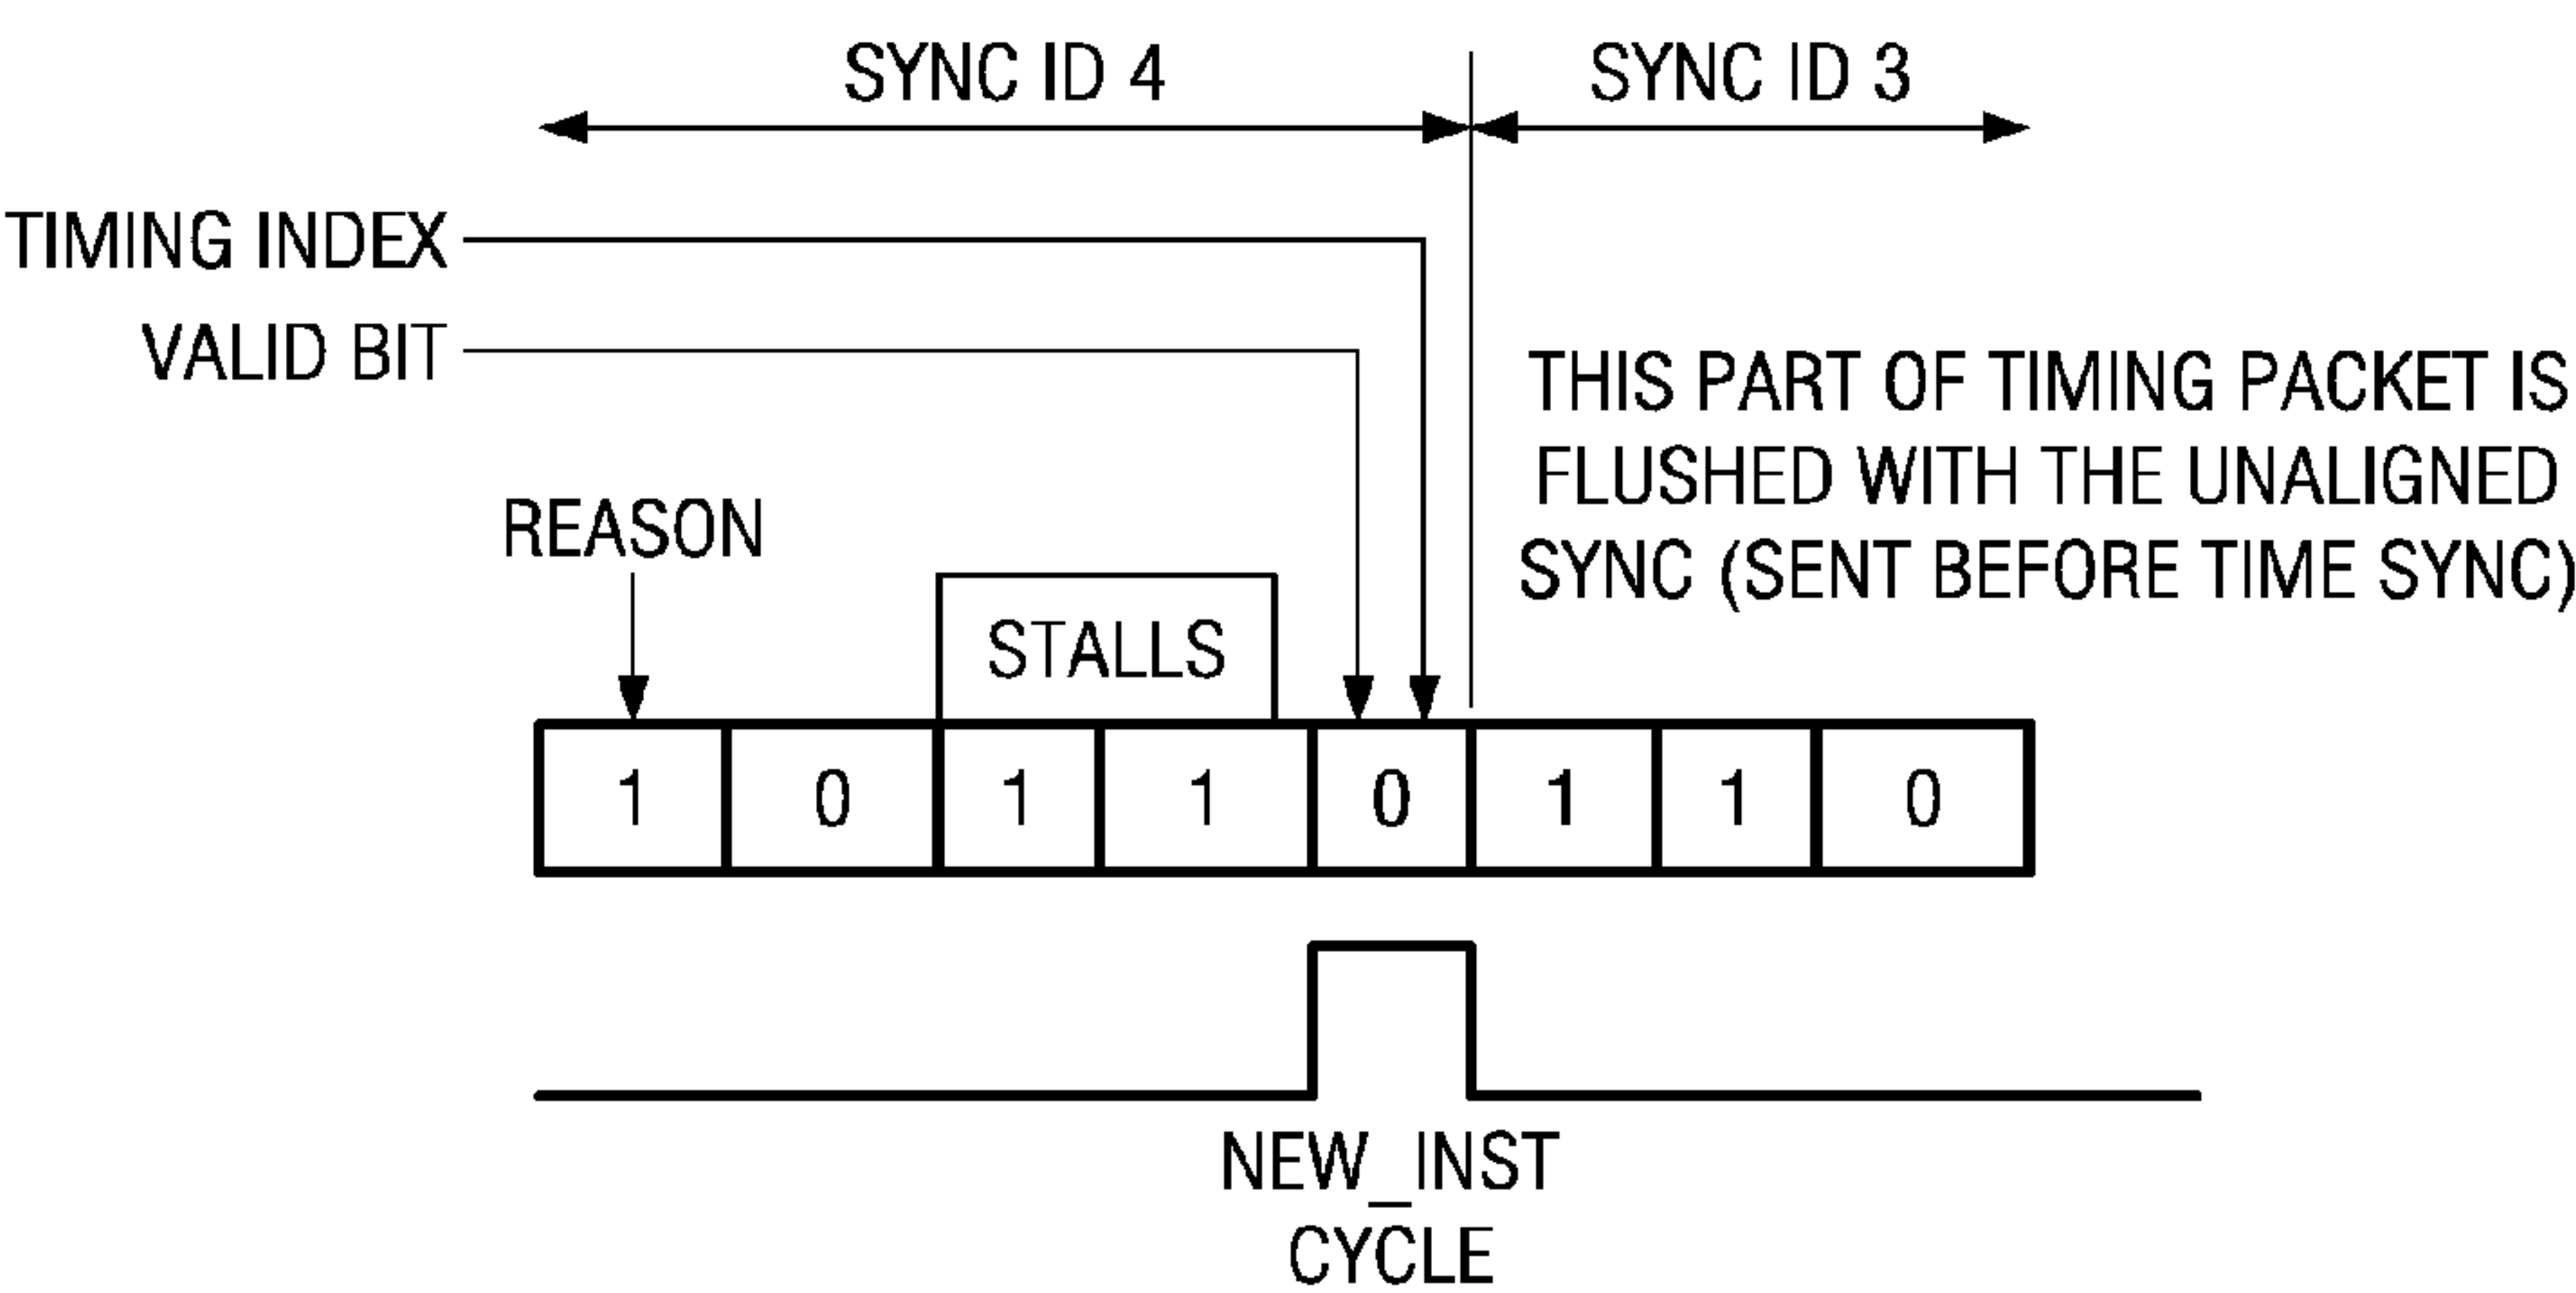 SYNC ID 4 SYNC ID 3
TIMING INDEX
VALID BIT
THIS PART OF TIMING PACKET IS
FLUSHED WITH THE UNALIGNED
SYNC (SENT BEFORE TIME SYNC)
REASON
STALLS
1 0 1 1 0 1 1 0
NEW_INST
CYCLE